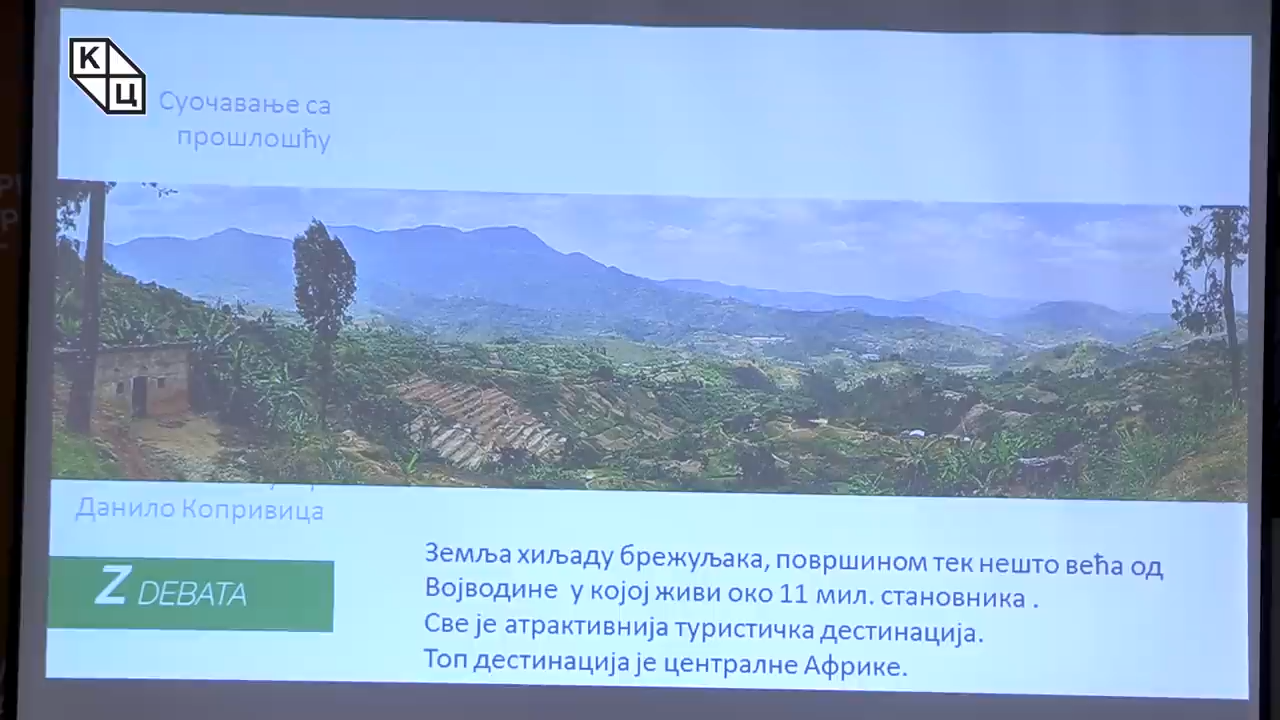 К
Ц
Суочавање са
прошлошћу
Данило Копривица
Z DEBATA
Земља хиљаду брежуљака, површином тек нешто већа од
Војводине у којој живи око 11 мил. становника .
Све је атрактивнија туристичка дестинација.
Топ дестинација је централне Африке.